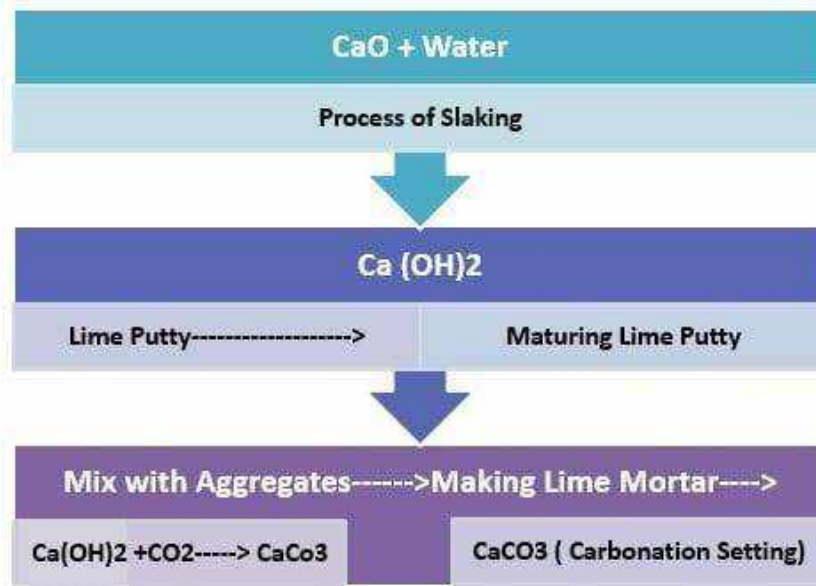 CaO + Water
Process of Slaking
Ca (OH)2
Lime Putty------------------->
Maturing Lime Putty
Mix with Aggregates------>Making Lime Mortar---->
Ca(OH)2 +CO2-----> CaCo3
CaCO3 ( Carbonation Setting)